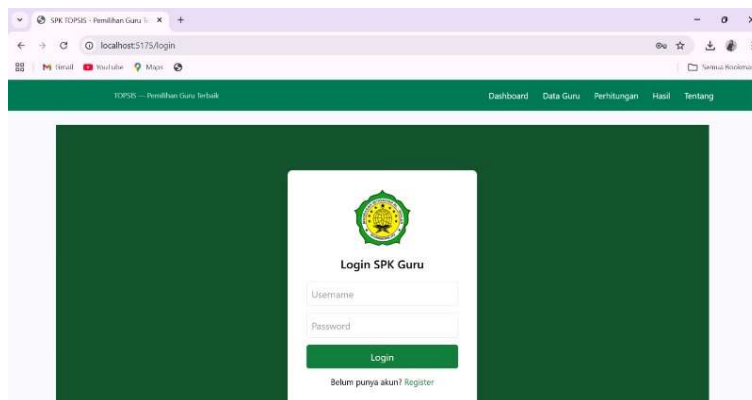 SPK TOPSIS - Pemilihan Guru
localhost:5175/login
Gmail YouTube Maps Semua Bookmar
TOPSIS — Pemilihan Guru Terbaik Dashboard Data Guru Perhitungan Hasil Tentang
Login SPK Guru
Username
Password
Login
Belum punya akun? Register